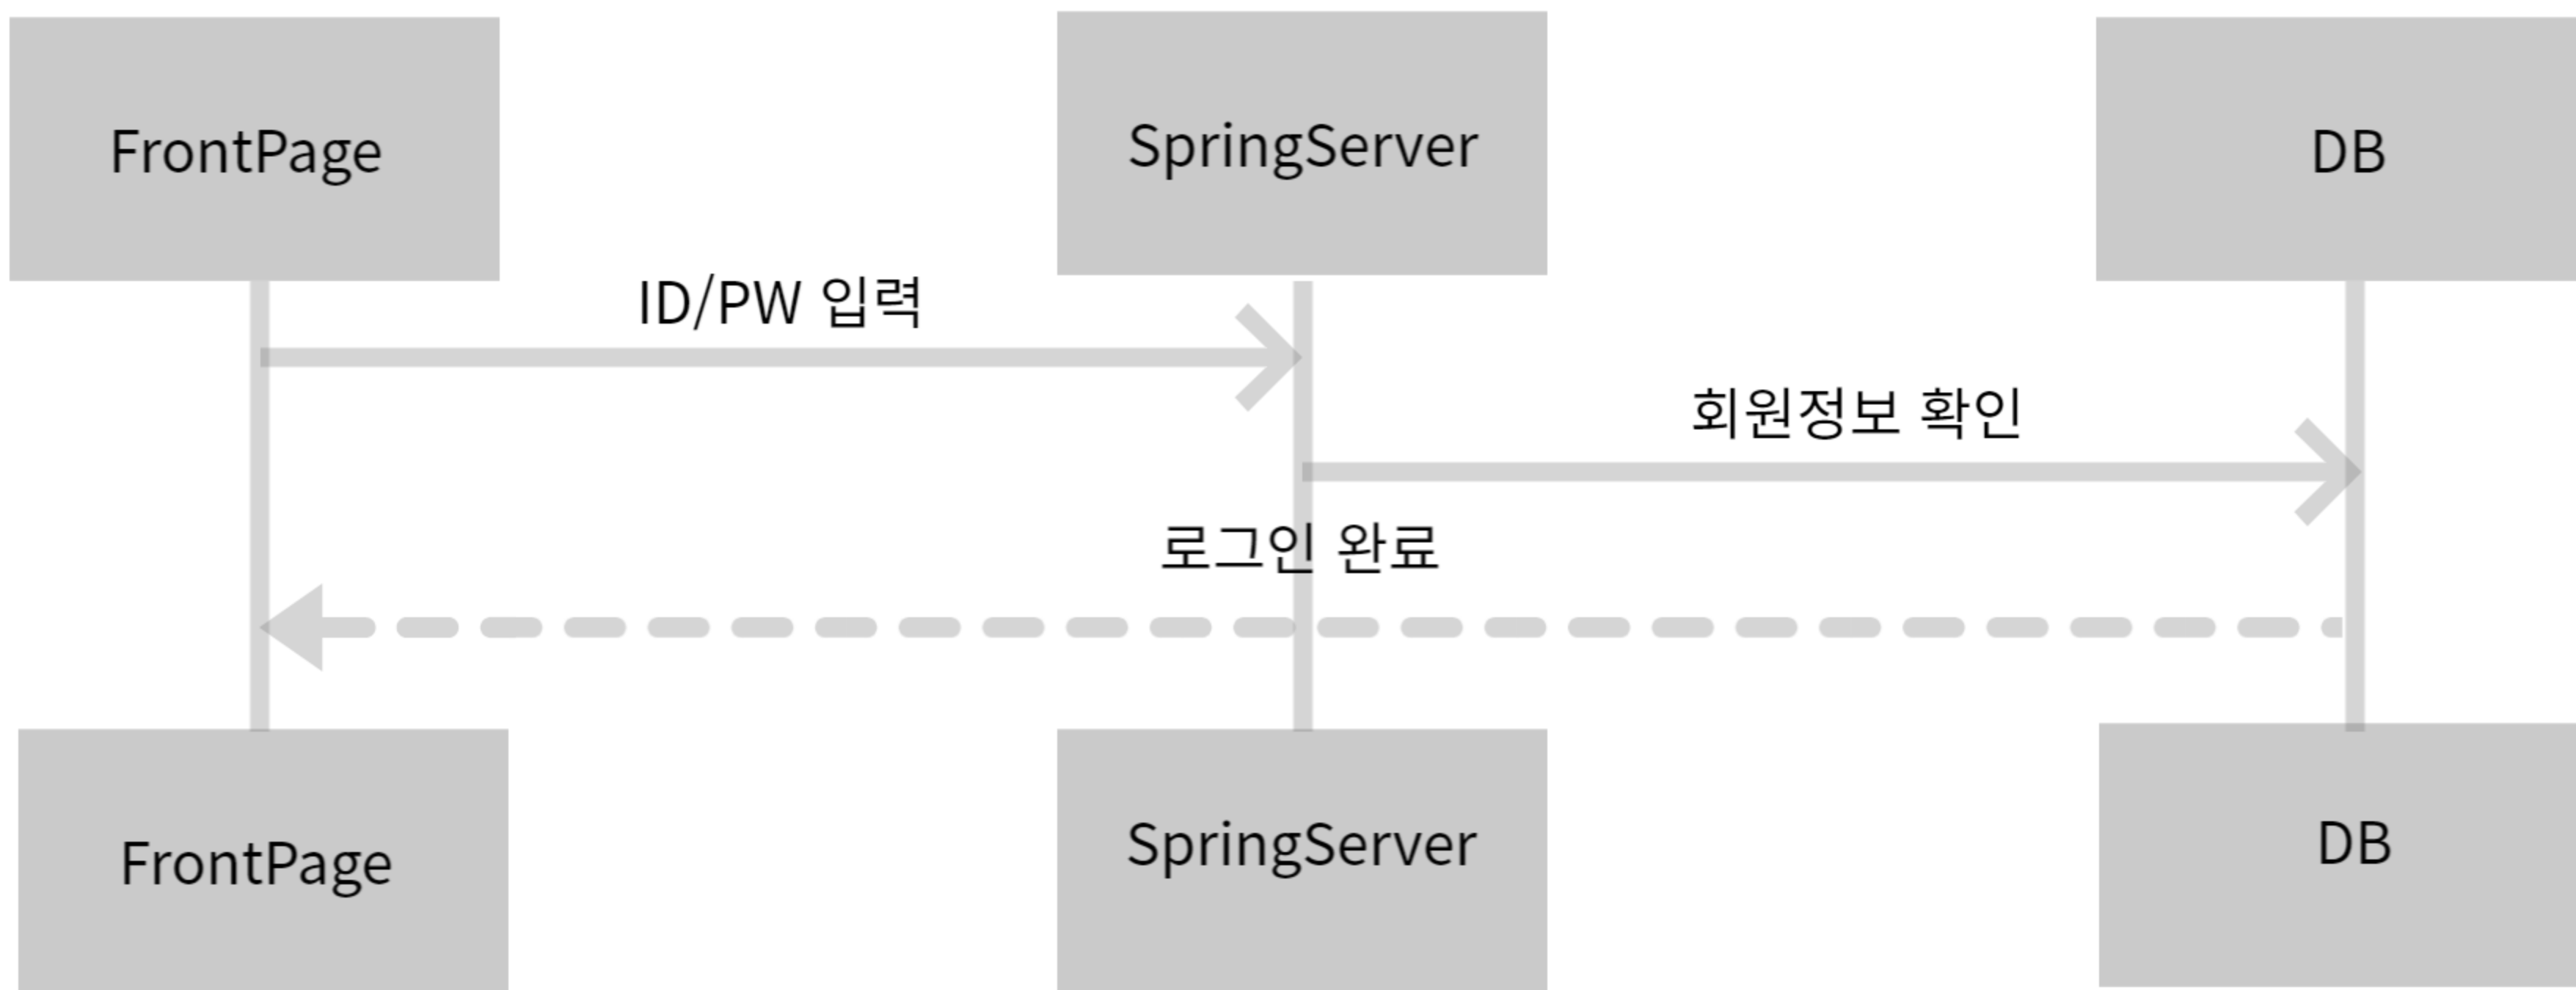 FrontPage
SpringServer
DB
ID/PW 입력
회원정보 확인
로그인 완료
FrontPage
SpringServer
DB